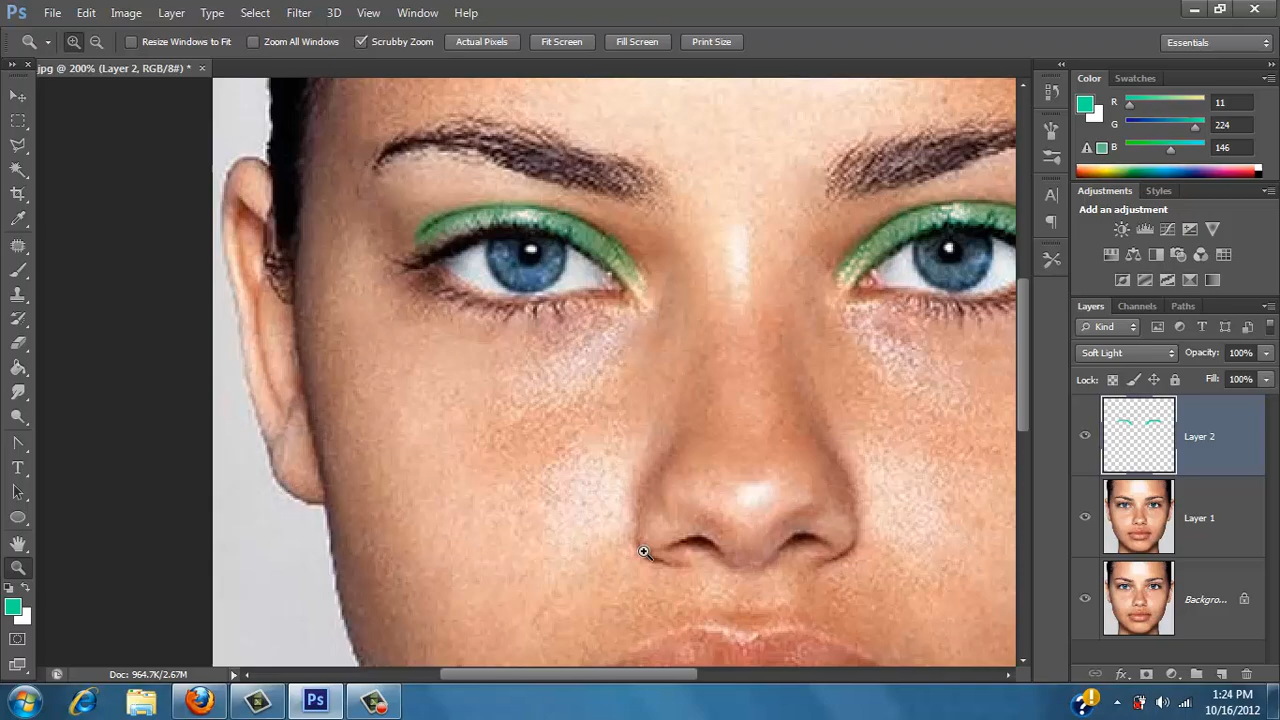 Ps File Edit Image Layer Type Select Filter 3D View Window Help
Resize Windows to Fit Zoom All Windows Scrubby Zoom Actual Pixels Fit Screen Fill Screen Print Size Essentials
jpg @ 200% (Layer 2, RGB/8#) * ×
Color Swatches
R 11
G 224
B 146
Adjustments Styles
Add an adjustment
Layers Channels Paths
Kind
Soft Light Opacity: 100%
Lock: Fill: 100%
Layer 2
Layer 1
Backgro...
Doc: 964.7K/2.67M
Ps
1:24 PM
10/16/2012